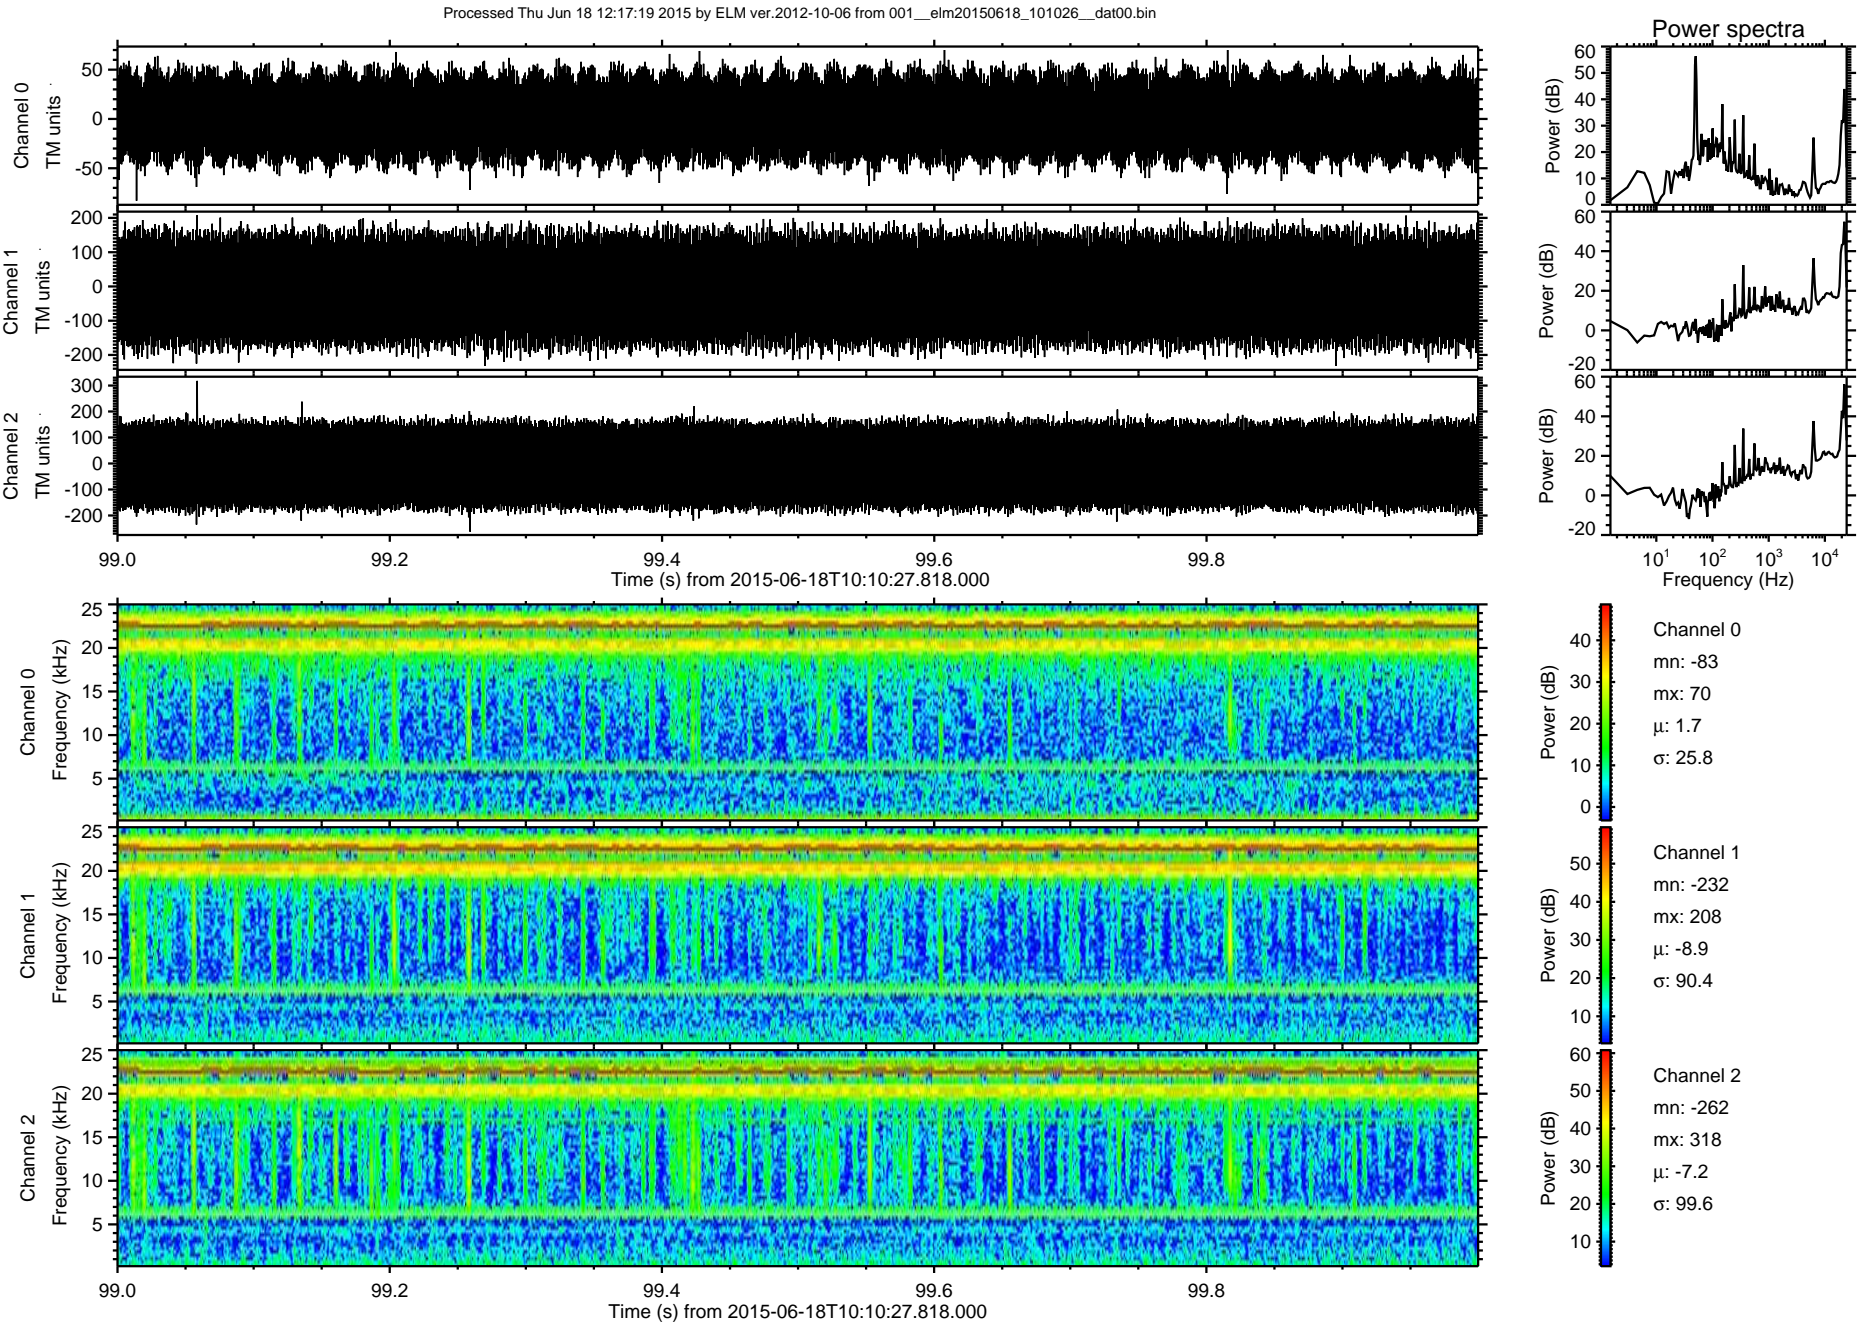 Processed Thu Jun 18 12:17:19 2015 by ELM ver.2012-10-06 from 001__elm20150618_101026__dat00.bin
Power spectra
Channel 0
TM units
50
0
-50
Power (dB)
60
50
40
30
20
10
0
Channel 1
TM units
200
100
0
-100
-200
Power (dB)
60
40
20
0
-20
Channel 2
TM units
300
200
100
0
-100
-200
Power (dB)
60
40
20
0
-20
99.0 99.2 99.4 99.6 99.8
Time (s) from 2015-06-18T10:10:27.818.000
10¹ 10² 10³ 10⁴
Frequency (Hz)
Channel 0
Frequency (kHz)
25
20
15
10
5
Power (dB)
40
30
20
10
0
Channel 0
mn: -83
mx: 70
μ: 1.7
σ: 25.8
Channel 1
Frequency (kHz)
25
20
15
10
5
Power (dB)
50
40
30
20
10
Channel 1
mn: -232
mx: 208
μ: -8.9
σ: 90.4
Channel 2
Frequency (kHz)
25
20
15
10
5
Power (dB)
60
50
40
30
20
10
Channel 2
mn: -262
mx: 318
μ: -7.2
σ: 99.6
99.0 99.2 99.4 99.6 99.8
Time (s) from 2015-06-18T10:10:27.818.000